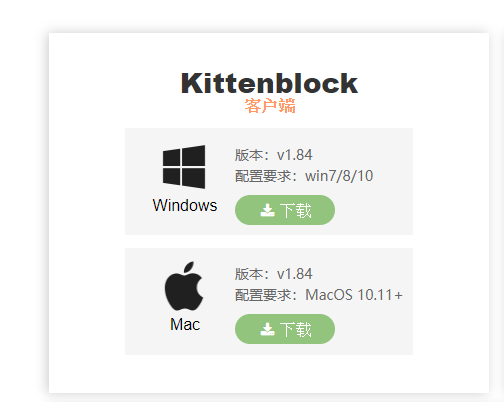 Kittenblock
客户端
版本：v1.84
配置要求：win7/8/10
Windows
下载
版本：v1.84
配置要求：MacOS 10.11+
Mac
下载